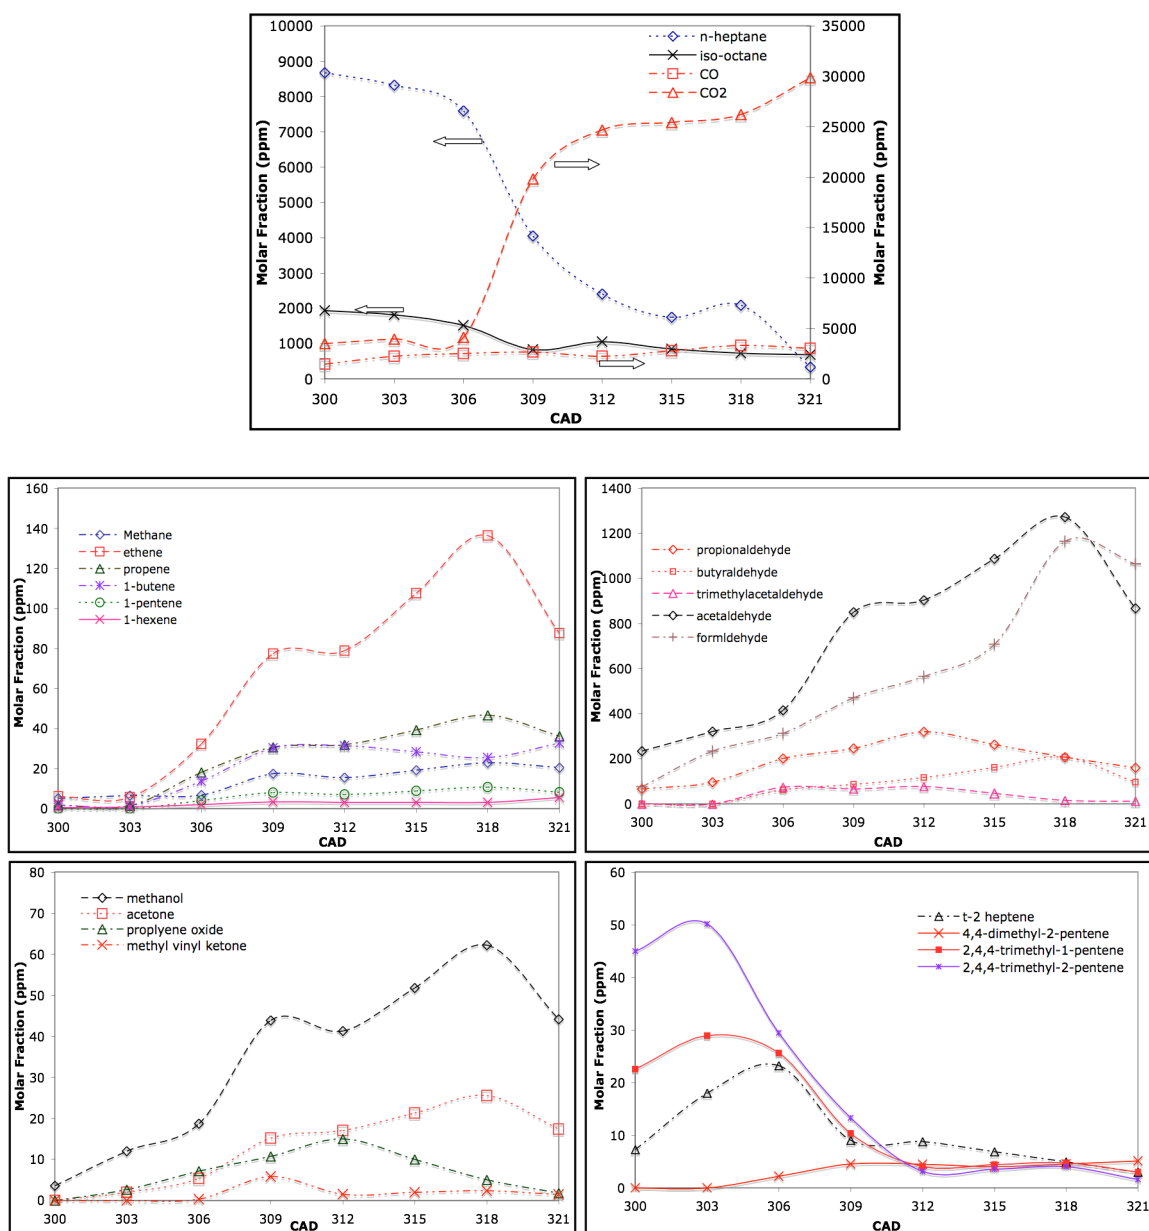 10000
9000
8000
7000
6000
5000
4000
3000
2000
1000
0
Molar Fraction (ppm)
n-heptane
iso-octane
CO
CO2
35000
30000
25000
20000
15000
10000
5000
0
Molar Fraction (ppm)
300 303 306 309 312 315 318 321
CAD
160
140
120
100
80
60
40
20
0
Molar Fraction (ppm)
Methane
ethene
propene
1-butene
1-pentene
1-hexene
300 303 306 309 312 315 318 321
CAD
1400
1200
1000
800
600
400
200
0
Molar Fraction (ppm)
propionaldehyde
butyraldehyde
trimethylacetaldehyde
acetaldehyde
formldehyde
300 303 306 309 312 315 318 321
CAD
80
70
60
50
40
30
20
10
0
Molar Fraction (ppm)
methanol
acetone
proplyene oxide
methyl vinyl ketone
300 303 306 309 312 315 318 321
CAD
60
50
40
30
20
10
0
Molar Fraction (ppm)
t-2 heptene
4,4-dimethyl-2-pentene
2,4,4-trimethyl-1-pentene
2,4,4-trimethyl-2-pentene
300 303 306 309 312 315 318 321
CAD